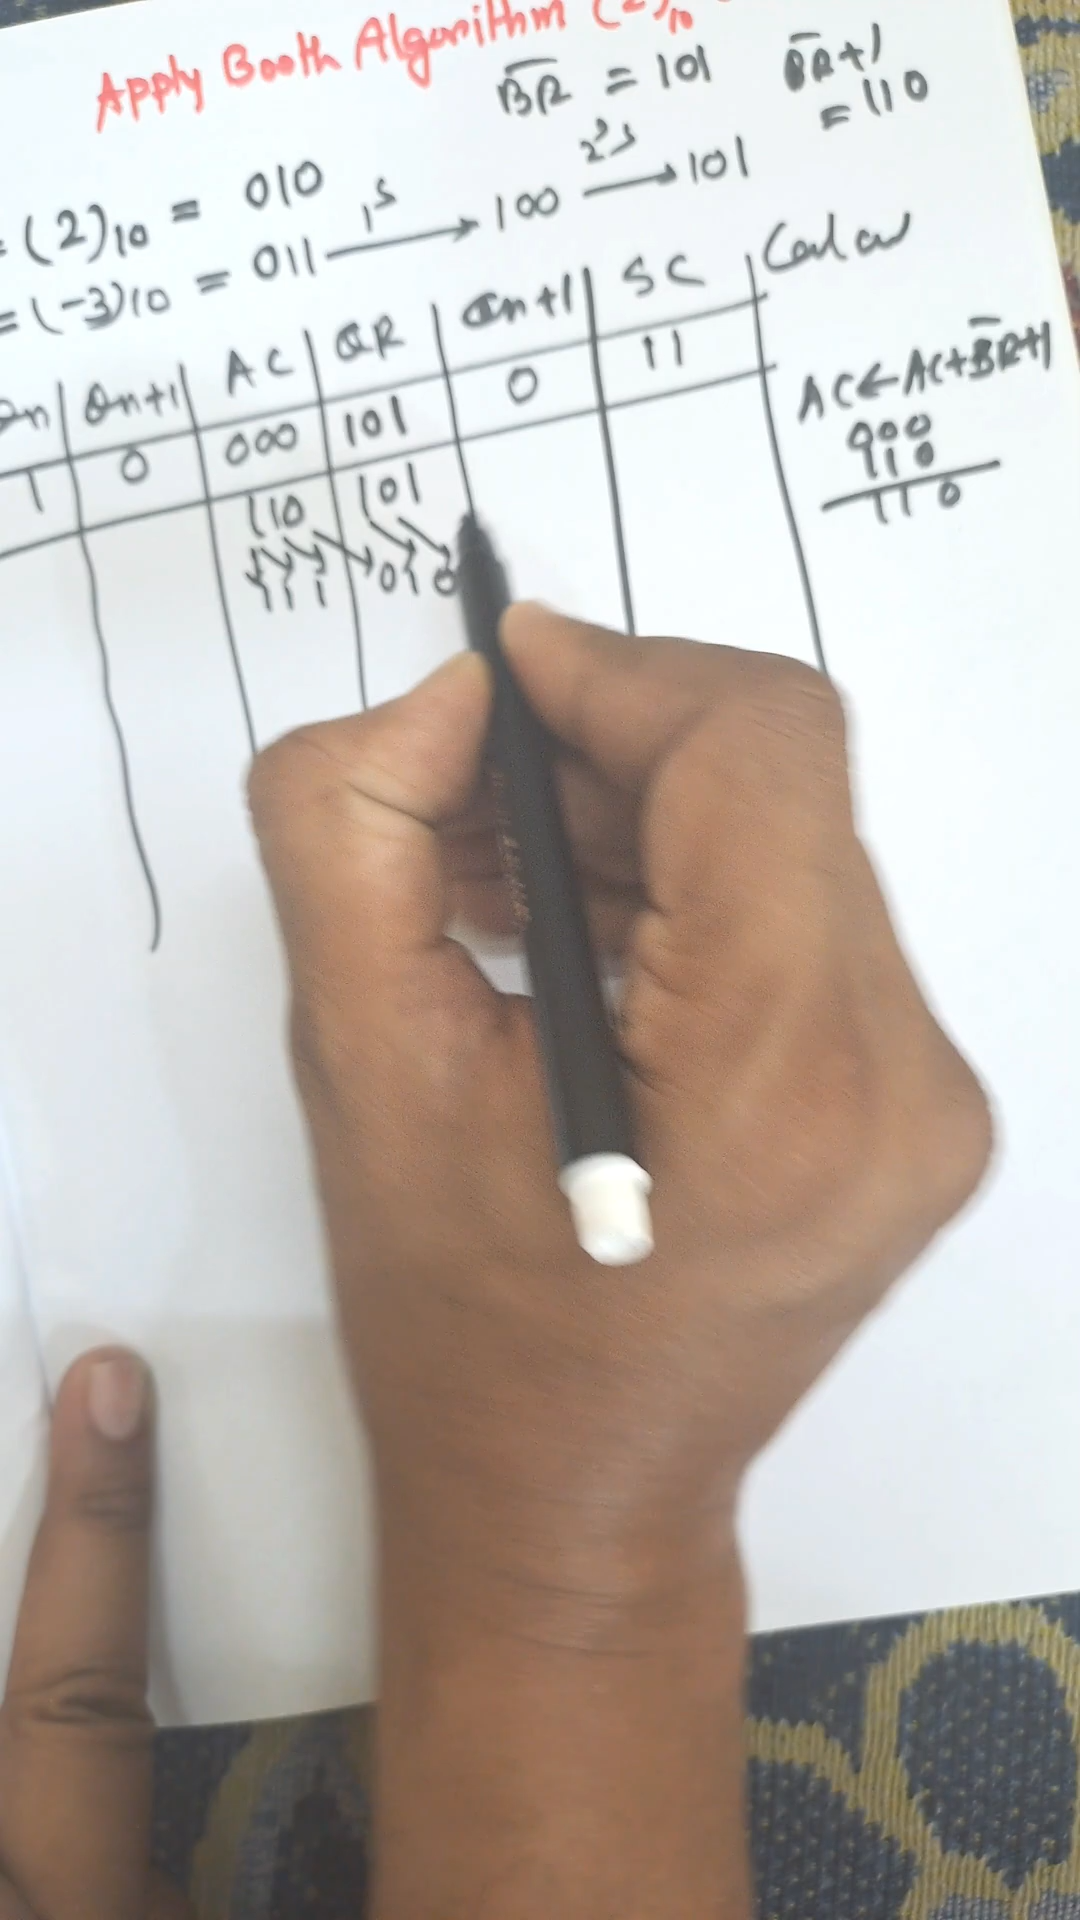 Apply Booth Algorithm (2)10
B̅R̅ = 101 B̅R̅+1
= 110
= (2)10 = 010
= (-3)10 = 011 1's → 100 2's → 101
Qn Qn+1 AC QR Qn+1 SC
1 0 000 101 0 11 AC←AC+B̅R+1
110 101 000
111 010 110
110